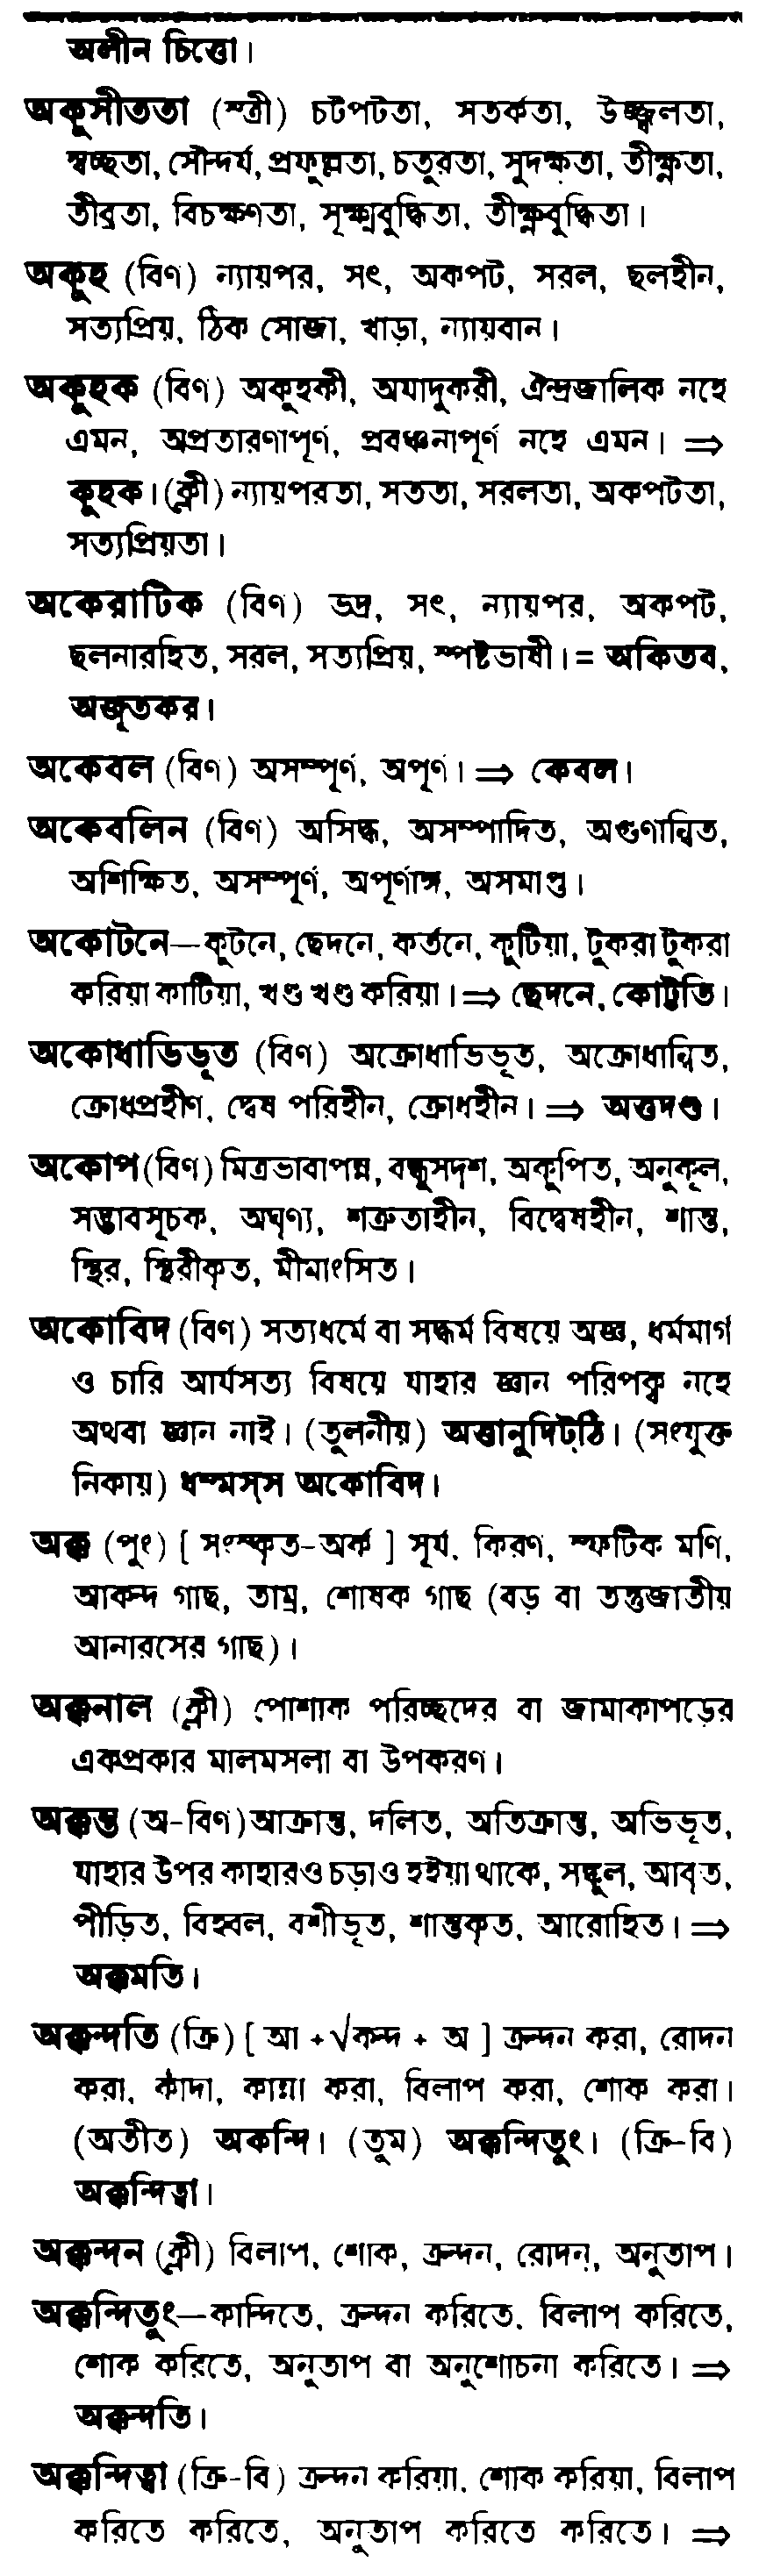 অলীন চিত্তো।
অকুসীততা (স্ত্রী) চটপটতা, সতর্কতা, উজ্জ্বলতা,
স্বচ্ছতা, সৌন্দর্য, প্রফুল্লতা, চতুরতা, সুদক্ষতা, তীক্ষ্ণতা,
তীব্রতা, বিচক্ষণতা, সূক্ষ্মবুদ্ধিতা, তীক্ষ্ণবুদ্ধিতা।
অকুহ (বিণ) ন্যায়পর, সৎ, অকপট, সরল, ছলহীন,
সত্যপ্রিয়, ঠিক সোজা, খাড়া, ন্যায়বান।
অকুহক (বিণ) অকুহকী, অযাদুকরী, ঐন্দ্রজালিক নহে
এমন, অপ্রতারণাপূর্ণ, প্রবঞ্চনাপূর্ণ নহে এমন। ⇒
কুহক। (ক্লী) ন্যায়পরতা, সততা, সরলতা, অকপটতা,
সত্যপ্রিয়তা।
অকেরাটিক (বিণ) ভদ্র, সৎ, ন্যায়পর, অকপট,
ছলনারহিত, সরল, সত্যপ্রিয়, স্পষ্টভাষী। = অকিতব,
অজূতকর।
অকেবল (বিণ) অসম্পূর্ণ, অপূর্ণ। ⇒ কেবল।
অকেবলিন (বিণ) অসিদ্ধ, অসম্পাদিত, অগুণান্বিত,
অশিক্ষিত, অসম্পূর্ণ, অপূর্ণাঙ্গ, অসমাপ্ত।
অকোটনে—কূটনে, ছেদনে, কর্তনে, কূটিয়া, টুকরা টুকরা
করিয়া কাটিয়া, খণ্ড খণ্ড করিয়া। ⇒ ছেদনে, কোট্টতি।
অকোধাভিভূত (বিণ) অক্রোধাভিভূত, অক্রোধান্বিত,
ক্রোধপ্রহীণ, দ্বেষ পরিহীন, ক্রোধহীন। ⇒ অত্তদণ্ড।
অকোপ (বিণ) মিত্রভাবাপন্ন, বন্ধুসদৃশ, অকুপিত, অনুকূল,
সদ্ভাবসূচক, অঘৃণ্য, শত্রুতাহীন, বিদ্বেষহীন, শান্ত,
স্থির, স্থিরীকৃত, মীমাংসিত।
অকোবিদ (বিণ) সত্যধর্মে বা সদ্ধর্ম বিষয়ে অজ্ঞ, ধর্মমার্গ
ও চারি আর্যসত্য বিষয়ে যাহার জ্ঞান পরিপক্ব নহে
অথবা জ্ঞান নাই। (তুলনীয়) অত্তানুদিট্‌ঠি। (সংযুক্ত
নিকায়) ধম্মস্‌স অকোবিদ।
অক্ক (পুং) [ সংস্কৃত-অর্ক ] সূর্য, কিরণ, স্ফটিক মণি,
আকন্দ গাছ, তাম্র, শোষক গাছ (বড় বা তন্তুজাতীয়
আনারসের গাছ)।
অক্কনাল (ক্লী) পোশাক পরিচ্ছদের বা জামাকাপড়ের
একপ্রকার মালমসলা বা উপকরণ।
অক্কন্ত (অ-বিণ) আক্রান্ত, দলিত, অতিক্রান্ত, অভিভূত,
যাহার উপর কাহারও চড়াও হইয়া থাকে, সঙ্কুল, আবৃত,
পীড়িত, বিহ্বল, বশীভূত, শান্তকৃত, আরোহিত। ⇒
অক্কমতি।
অক্কন্দতি (ক্রি) [ আ + √কন্দ + অ ] ক্রন্দন করা, রোদন
করা, কাঁদা, কান্না করা, বিলাপ করা, শোক করা।
(অতীত) অকন্দি। (তুম) অক্কন্দিতুং। (ক্রি-বি)
অক্কন্দিত্বা।
অক্কন্দন (ক্লী) বিলাপ, শোক, ক্রন্দন, রোদন, অনুতাপ।
অক্কন্দিতুং—কান্দিতে, ক্রন্দন করিতে, বিলাপ করিতে,
শোক করিতে, অনুতাপ বা অনুশোচনা করিতে। ⇒
অক্কন্দতি।
অক্কন্দিত্বা (ক্রি-বি) ক্রন্দন করিয়া, শোক করিয়া, বিলাপ
করিতে করিতে, অনুতাপ করিতে করিতে। ⇒